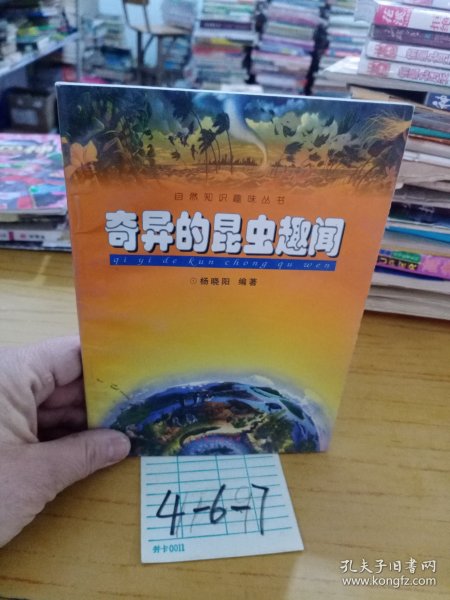 自然知识趣味丛书
奇异的昆虫趣闻
qi yi de kun chong qu wen
杨晓阳 编著
4-6-7
孔夫子旧书网
www.kongfz.com